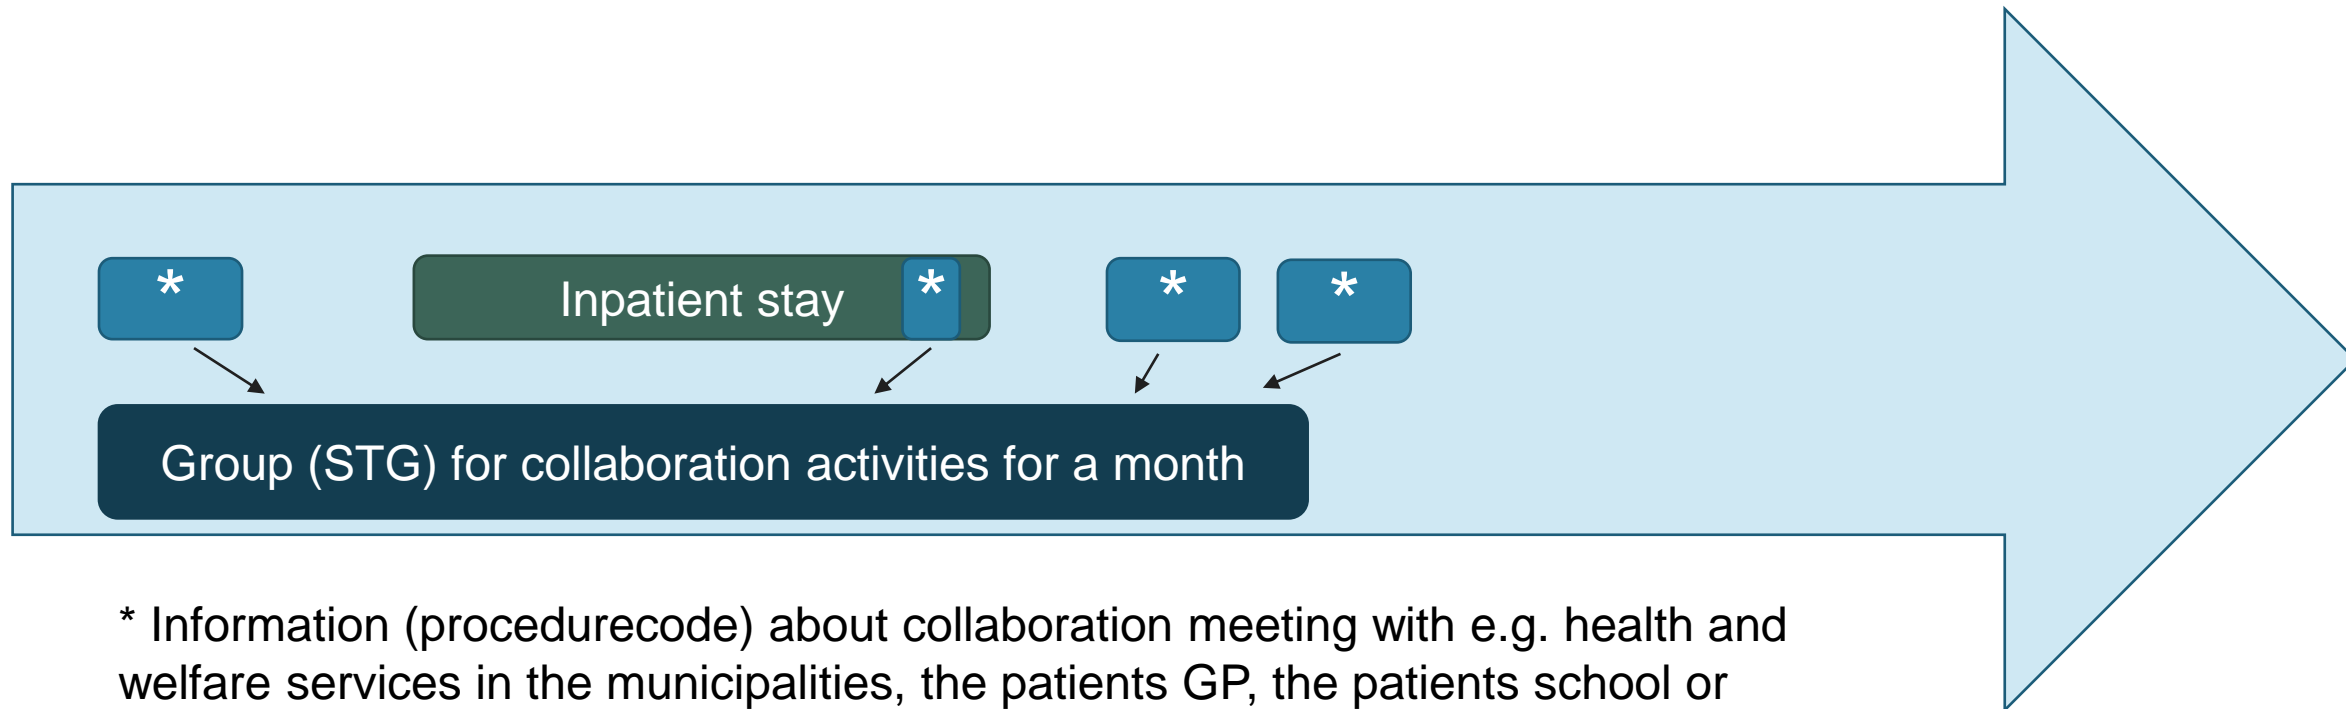 *
Inpatient stay
*
*
*
Group (STG) for collaboration activities for a month
* Information (procedurecode) about collaboration meeting with e.g. health and
welfare services in the municipalities, the patients GP, the patients school or